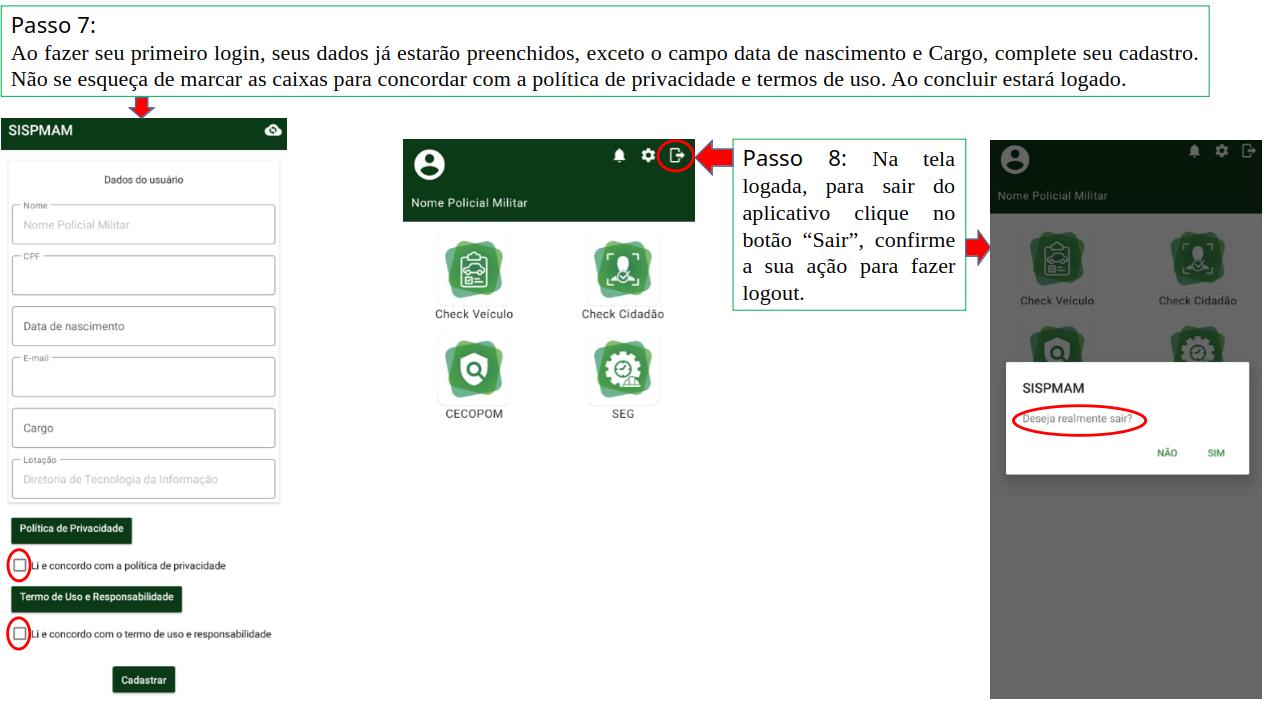 Passo 7:
Ao fazer seu primeiro login, seus dados já estarão preenchidos, exceto o campo data de nascimento e Cargo, complete seu cadastro.
Não se esqueça de marcar as caixas para concordar com a política de privacidade e termos de uso. Ao concluir estará logado.
SISPMAM
Dados do usuário
Nome
Nome Policial Militar
CPF
Data de nascimento
E-mail
Cargo
Lotação
Diretoria de Tecnologia da Informação
Política de Privacidade
Li e concordo com a política de privacidade
Termo de Uso e Responsabilidade
Li e concordo com o termo de uso e responsabilidade
Cadastrar
Nome Policial Militar
Check Veículo
Check Cidadão
CECOPOM
SEG
Passo 8: Na tela
logada, para sair do
aplicativo clique no
botão “Sair”, confirme
a sua ação para fazer
logout.
Nome Policial Militar
Check Veículo
Check Cidadão
SISPMAM
Deseja realmente sair?
NÃO SIM